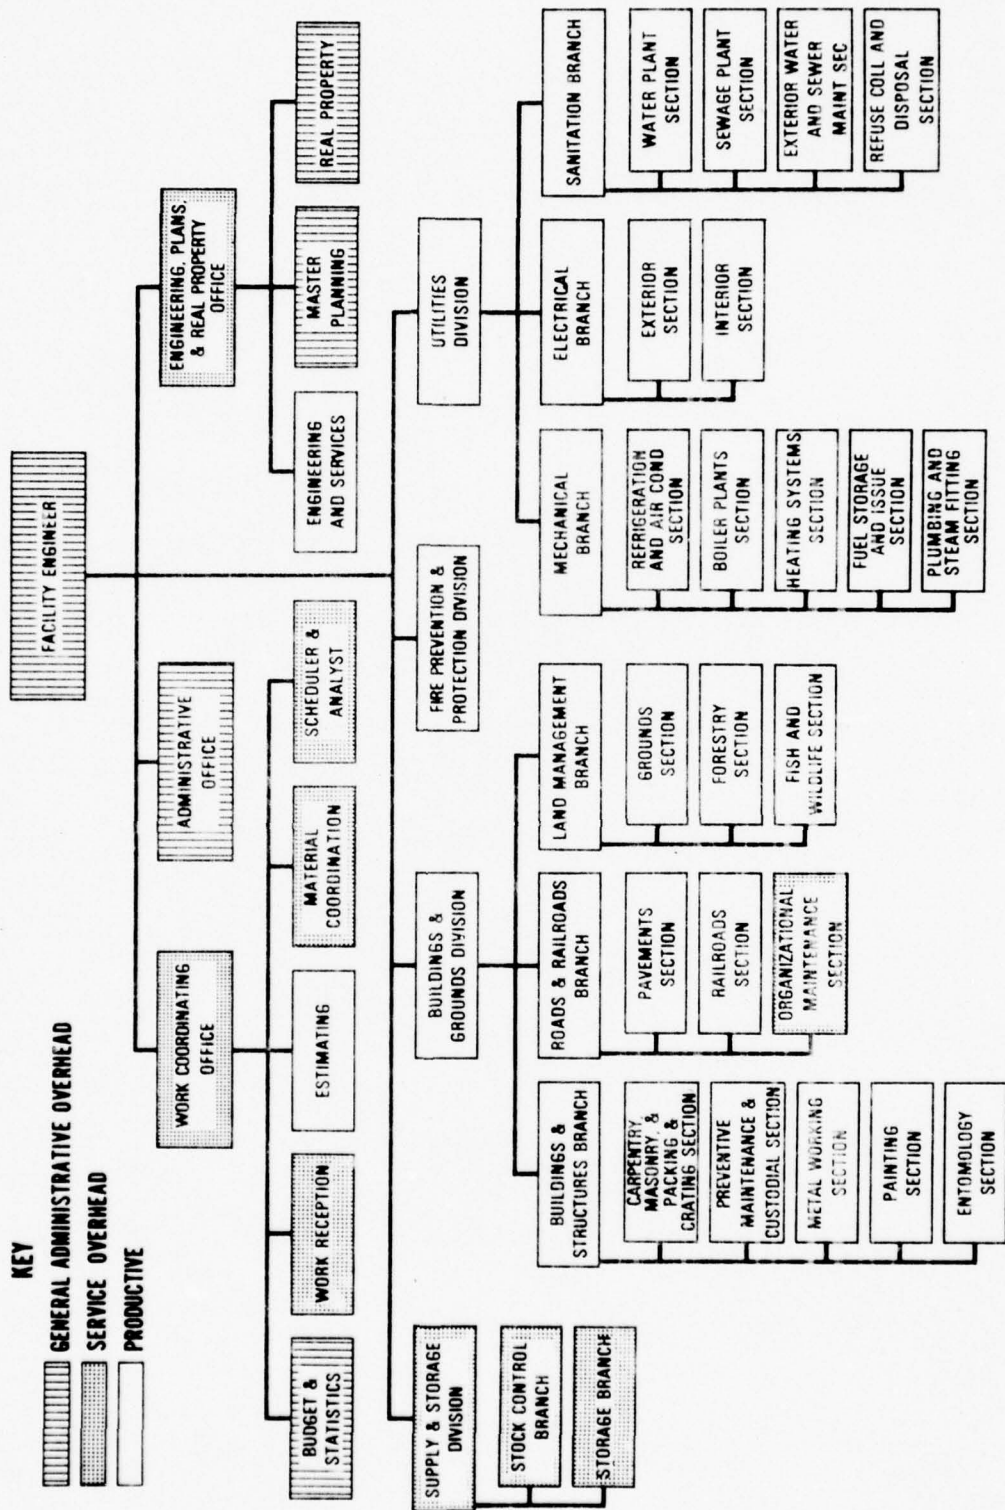 KEY
GENERAL ADMINISTRATIVE OVERHEAD
SERVICE OVERHEAD
PRODUCTIVE
FACILITY ENGINEER
WORK COORDINATING
OFFICE
ADMINISTRATIVE
OFFICE
ENGINEERING, PLANS,
& REAL PROPERTY
OFFICE
BUDGET &
STATISTICS
WORK RECEPTION
ESTIMATING
MATERIAL
COORDINATION
SCHEDULER &
ANALYST
ENGINEERING
AND SERVICES
MASTER
PLANNING
REAL PROPERTY
SUPPLY & STORAGE
DIVISION
BUILDINGS &
GROUNDS DIVISION
FIRE PREVENTION &
PROTECTION DIVISION
UTILITIES
DIVISION
STOCK CONTROL
BRANCH
STORAGE BRANCH
BUILDINGS &
STRUCTURES BRANCH
CARPENTRY,
MASONRY, &
PACKING &
CRATING SECTION
PREVENTIVE
MAINTENANCE &
CUSTODIAL SECTION
METAL WORKING
SECTION
PAINTING
SECTION
ENTOMOLOGY
SECTION
ROADS & RAILROADS
BRANCH
PAVEMENTS
SECTION
RAILROADS
SECTION
ORGANIZATIONAL
MAINTENANCE
SECTION
LAND MANAGEMENT
BRANCH
GROUNDS
SECTION
FORESTRY
SECTION
FISH AND
WILDLIFE SECTION
MECHANICAL
BRANCH
REFRIGERATION
AND AIR COND
SECTION
BOILER PLANTS
SECTION
HEATING SYSTEMS
SECTION
FUEL STORAGE
AND ISSUE
SECTION
PLUMBING AND
STEAM FITTING
SECTION
ELECTRICAL
BRANCH
EXTERIOR
SECTION
INTERIOR
SECTION
SANITATION BRANCH
WATER PLANT
SECTION
SEWAGE PLANT
SECTION
EXTERIOR WATER
AND SEWER
MAINT SEC
REFUSE COLL AND
DISPOSAL
SECTION